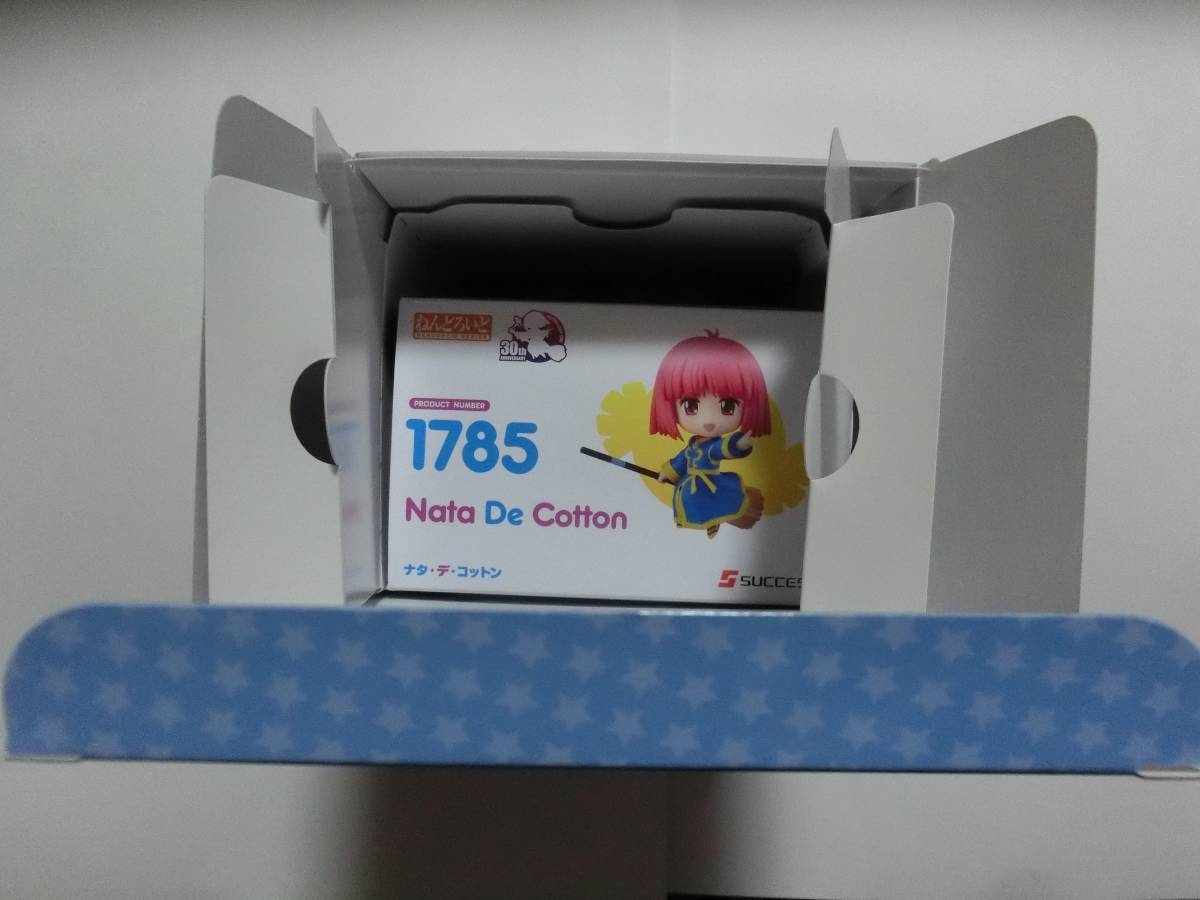 ねんどろいど
30th
ANNIVERSARY
PRODUCT NUMBER
1785
Nata De Cotton
ナタ・デ・コットン
SUCCES